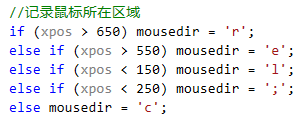 //记录鼠标所在区域
if (xpos > 650) mousedir = 'r';
else if (xpos > 550) mousedir = 'e';
else if (xpos < 150) mousedir = 'l';
else if (xpos < 250) mousedir = ';';
else mousedir = 'c';